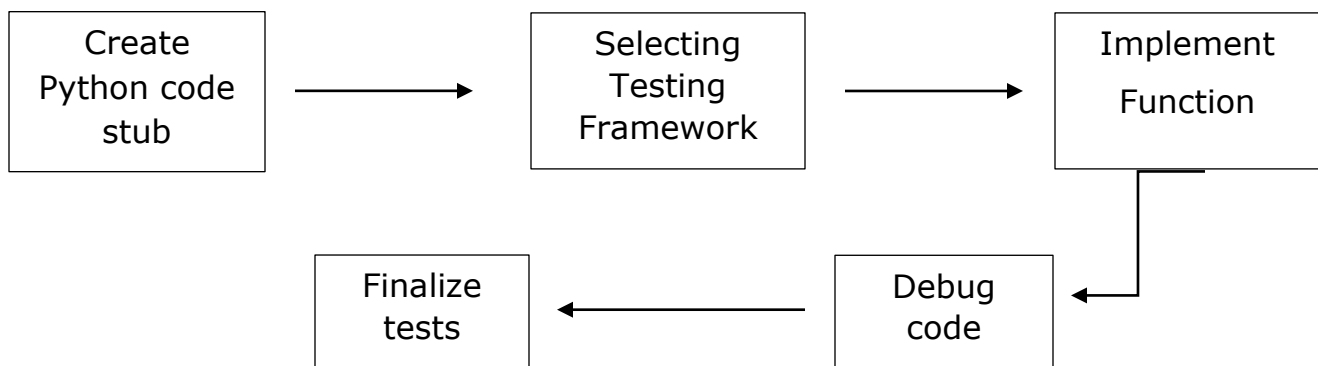 Create
Python code
stub
Selecting
Testing
Framework
Implement
Function
Debug
code
Finalize
tests